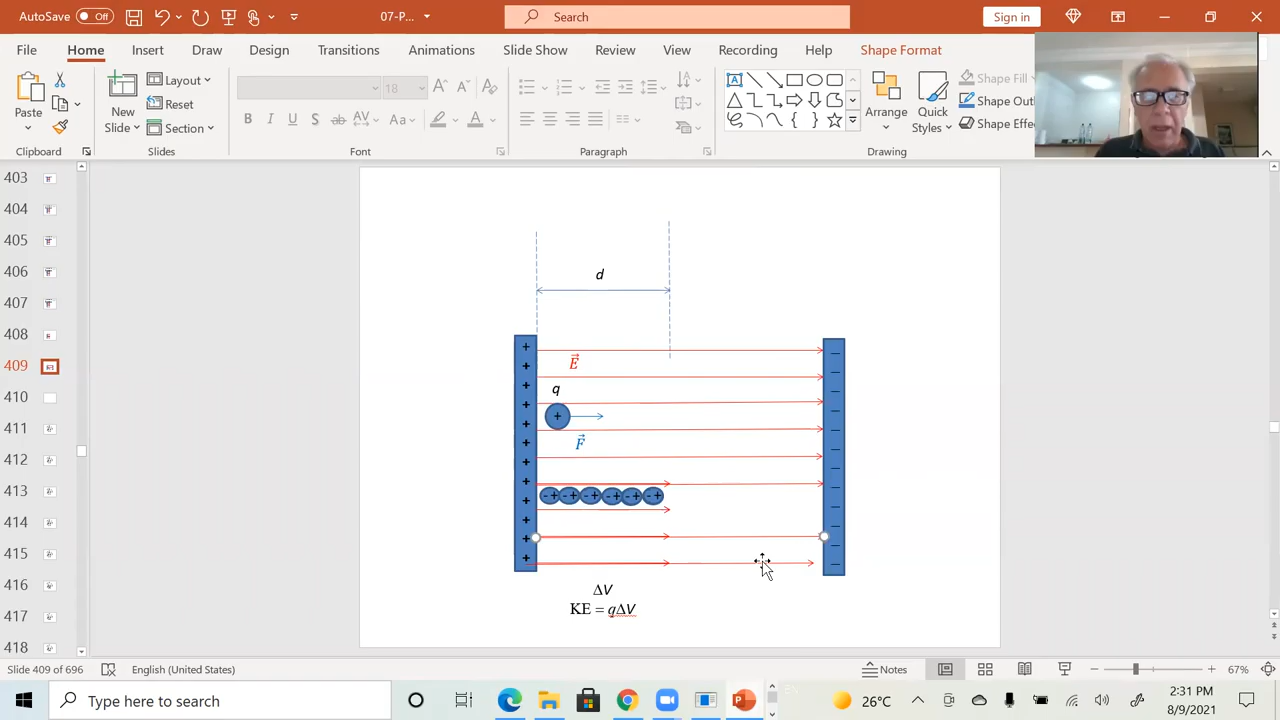 AutoSave Off 07-P... Search Sign in
File Home Insert Draw Design Slide Show Transitions Animations Review View Recording Help Shape Format
Paste New Slide Layout Reset Section B I U S ab AV Aa A A A Arrange Quick Styles Shape Fill Shape Out Shape Effe
Clipboard Slides Font Paragraph Drawing
403
404
405
406
407
408
409
410
411
412
413
414
415
416
417
418
d
E
q
+
F
-+ -+ -+ -+ -+ -+
ΔV
KE = qΔV
Slide 409 of 696 English (United States) Notes 67%
Type here to search 26°C 2:31 PM
8/9/2021